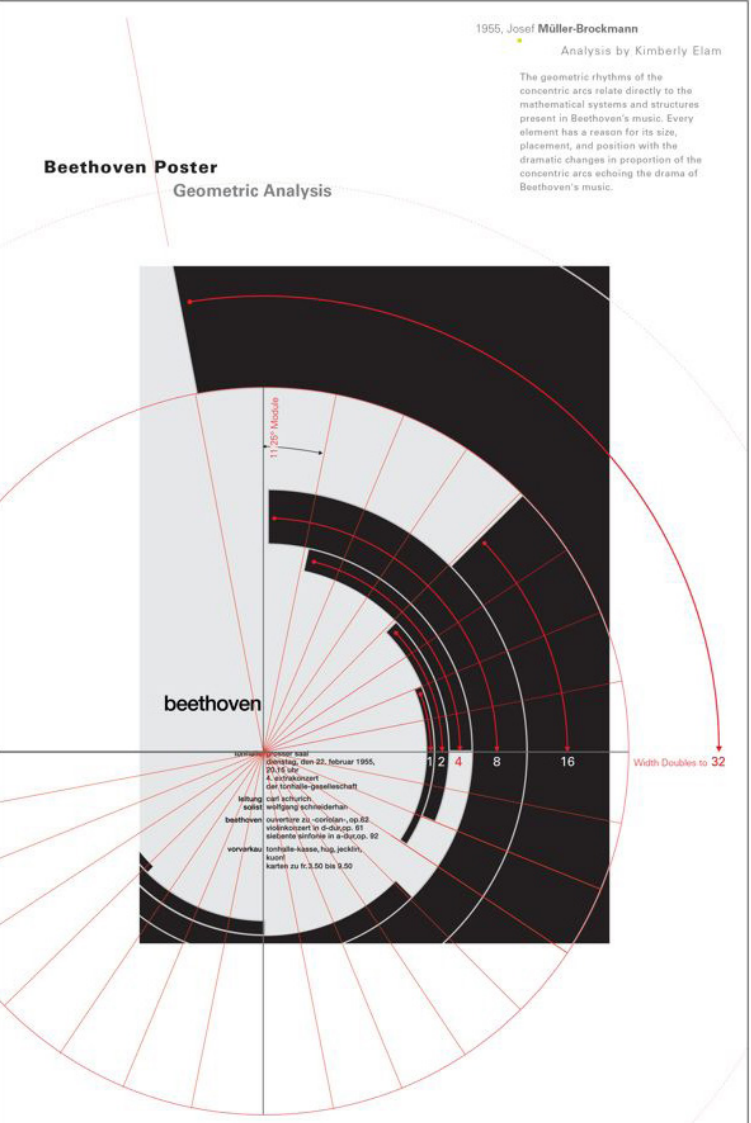 1955, Josef Müller-Brockmann
Analysis by Kimberly Elam
The geometric rhythms of the
concentric arcs relate directly to the
mathematical systems and structures
present in Beethoven's music. Every
element has a reason for its size,
placement, and position with the
dramatic changes in proportion of the
concentric arcs echoing the drama of
Beethoven's music.
Beethoven Poster
Geometric Analysis
11.25° Module
beethoven
grosser saal
dienstag, den 22. februar 1955,
20.15 uhr
4. extrakonzert
der tonhalle-gesellschaft
leitung carl schurich
solist wolfgang schneiderhan
beethoven ouvertüre zu «coriolan», op.62
violinkonzert in d-dur, op. 61
siebente sinfonie in a-dur, op. 92
vorverkau tonhalle-kasse, hug, jecklin,
kuoni
karten zu fr.3.50 bis 9.50
1 2 4 8 16 Width Doubles to 32